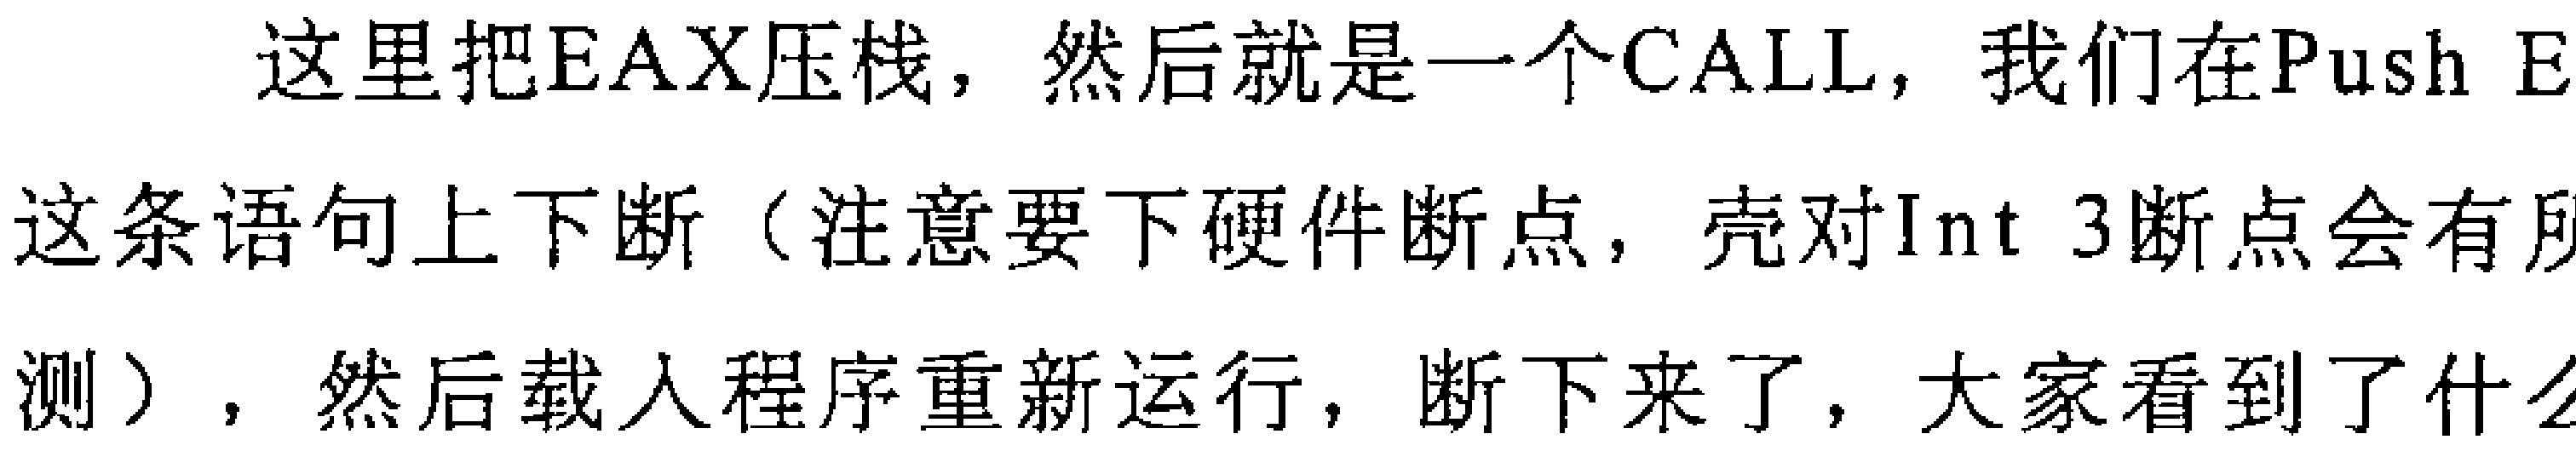 这里把EAX压栈，然后就是一个CALL，我们在Push E
这条语句上下断（注意要下硬件断点，壳对Int 3断点会有所
测），然后载入程序重新运行，断下来了，大家看到了什么